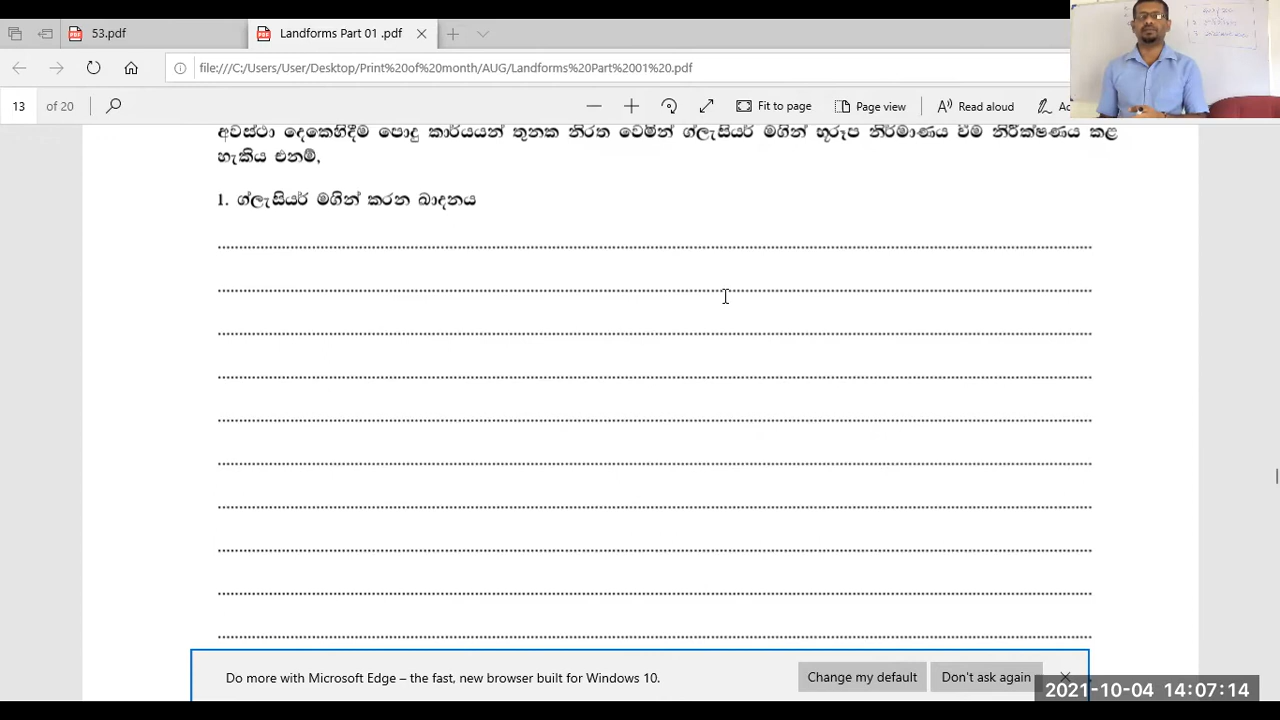 53.pdf
Landforms Part 01 .pdf
file:///C:/Users/User/Desktop/Print%20of%20month/AUG/Landforms%20Part%2001%20.pdf
13 of 20
Fit to page
Page view
Read aloud
අවස්ථා දෙකෙහිදීම පොදු කාර්යයන් තුනක නිරත වෙමින් ග්ලැසියර් මගින් භූරූප නිර්මාණය වීම නිරීක්ෂණය කළ
හැකිය එනම්,
1. ග්ලැසියර් මගින් කරන ඛාදනය
Do more with Microsoft Edge – the fast, new browser built for Windows 10.
Change my default
Don't ask again
2021-10-04 14:07:14